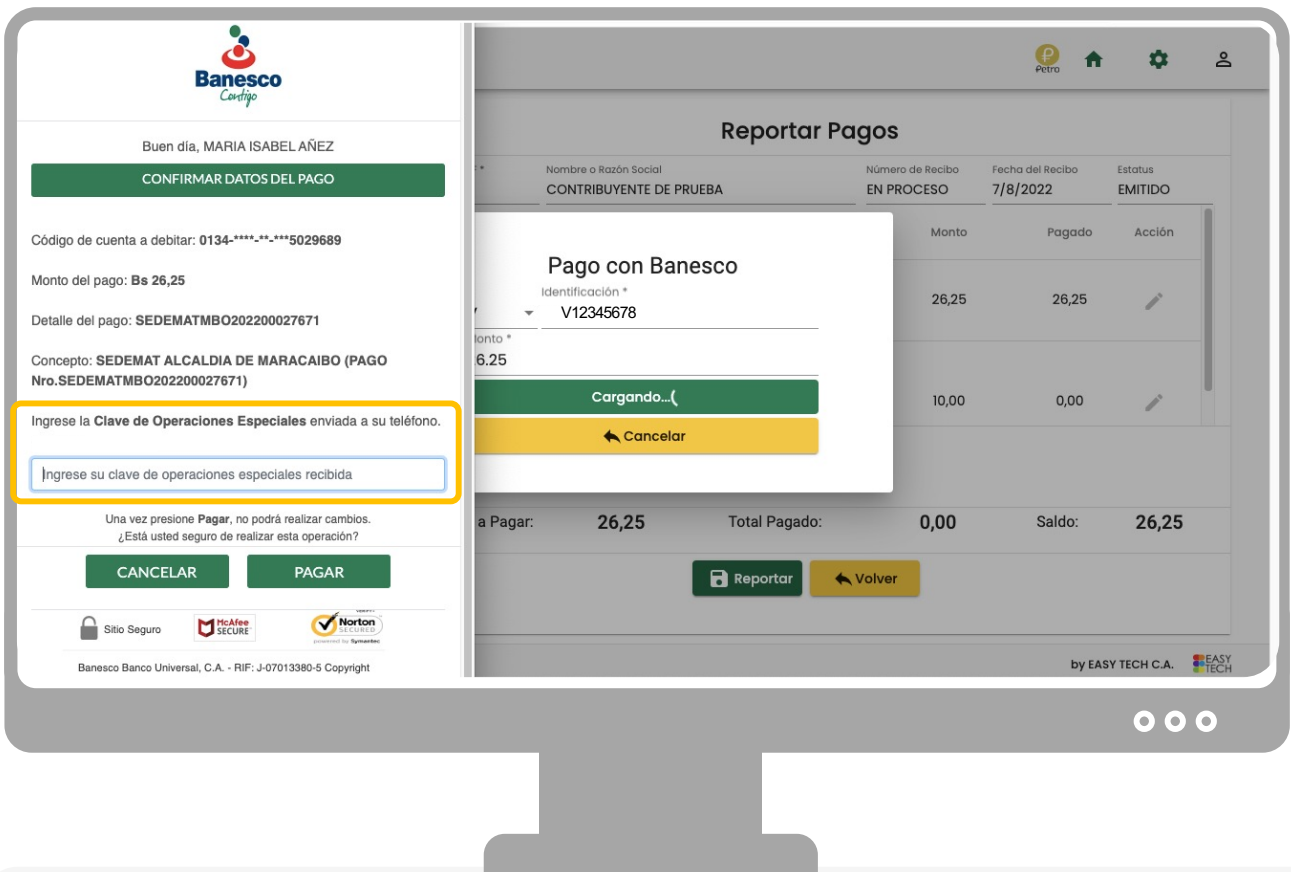 Banesco
Contigo
Buen día, MARIA ISABEL AÑEZ
CONFIRMAR DATOS DEL PAGO
Código de cuenta a debitar: 0134-****-**-***5029689
Monto del pago: Bs 26,25
Detalle del pago: SEDEMATMBO202200027671
Concepto: SEDEMAT ALCALDIA DE MARACAIBO (PAGO
Nro.SEDEMATMBO202200027671)
Ingrese la Clave de Operaciones Especiales enviada a su teléfono.
Ingrese su clave de operaciones especiales recibida
Una vez presione Pagar, no podrá realizar cambios.
¿Está usted seguro de realizar esta operación?
CANCELAR PAGAR
Sitio Seguro McAfee SECURE Norton SECURED
powered by Symantec
Banesco Banco Universal, C.A. - RIF: J-07013380-5 Copyright
Petro
Reportar Pagos
Nombre o Razón Social Número de Recibo Fecha del Recibo Estatus
CONTRIBUYENTE DE PRUEBA EN PROCESO 7/8/2022 EMITIDO
Monto Pagado Acción
26,25 26,25
10,00 0,00
Pago con Banesco
Identificación *
V12345678
onto *
6.25
Cargando...
Cancelar
a Pagar: 26,25 Total Pagado: 0,00 Saldo: 26,25
Reportar Volver
by EASY TECH C.A. EASY TECH